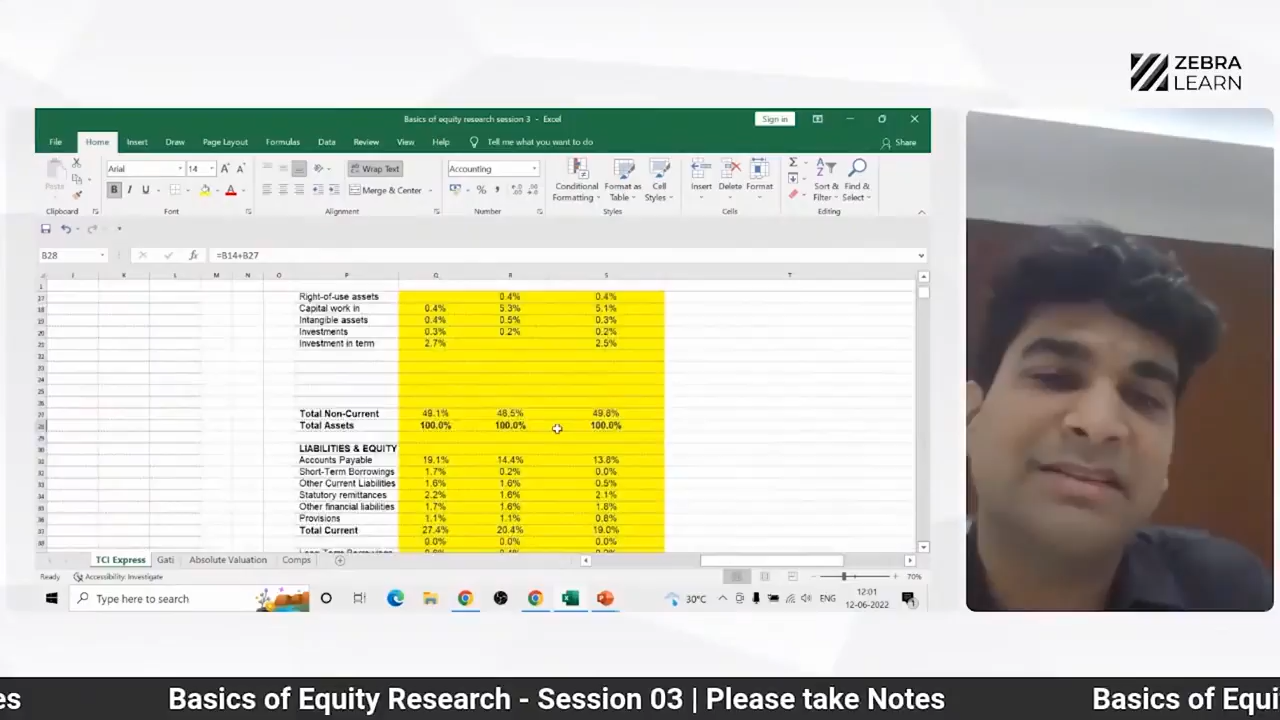 ZEBRA
LEARN
Basics of equity research session 3 - Excel
Sign in
File Home Insert Draw Page Layout Formulas Data Review View Help Tell me what you want to do
Share
Arial 14
Wrap Text
Accounting
Paste
B I U
Merge & Center
Conditional Formatting
Format as Table
Cell Styles
Insert Delete Format
Sort & Filter
Find & Select
Clipboard Font Alignment Number Styles Cells Editing
B28 fx =B14+B27
Right-of-use assets 0.4% 0.4%
Capital work in 0.4% 5.3% 5.1%
Intangible assets 0.4% 0.5% 0.3%
Investments 0.3% 0.2% 0.2%
Investment in term 2.7% 2.5%
Total Non-Current 49.8%
Total Assets 100.0% 100.0% 100.0%
LIABILITIES & EQUITY
Accounts Payable 19.1% 14.4% 13.8%
Short-Term Borrowings 1.7% 0.2% 0.0%
Other Current Liabilities 1.6% 1.6% 0.5%
Statutory remittances 2.2% 1.6% 2.1%
Other financial liabilities 1.7% 1.6%
Provisions 1.1% 1.1% 0.8%
Total Current 27.4% 20.4% 19.0%
0.0% 0.0% 0.0%
TCI Express Gati Absolute Valuation Comps
Ready Accessibility: Investigate 70%
Type here to search
30°C ENG 12:01
12-06-2022
es Basics of Equity Research - Session 03 | Please take Notes Basics of Equi